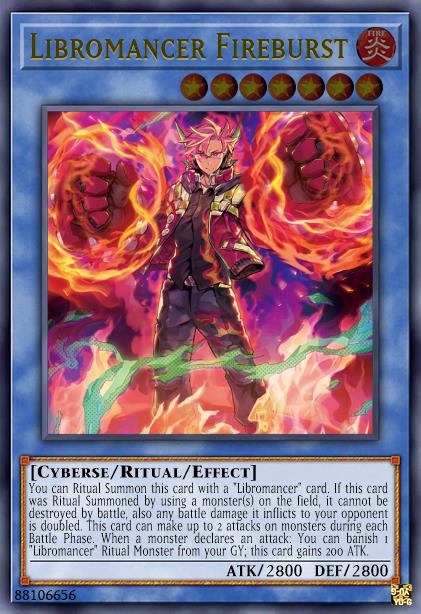 Libromancer Fireburst
FIRE
炎
[Cyberse/Ritual/Effect]
You can Ritual Summon this card with a "Libromancer" card. If this card
was Ritual Summoned by using a monster(s) on the field, it cannot be
destroyed by battle, also any battle damage it inflicts to your opponent
is doubled. This card can make up to 2 attacks on monsters during each
Battle Phase. When a monster declares an attack: You can banish 1
"Libromancer" Ritual Monster from your GY; this card gains 200 ATK.
ATK/2800 DEF/2800
88106656